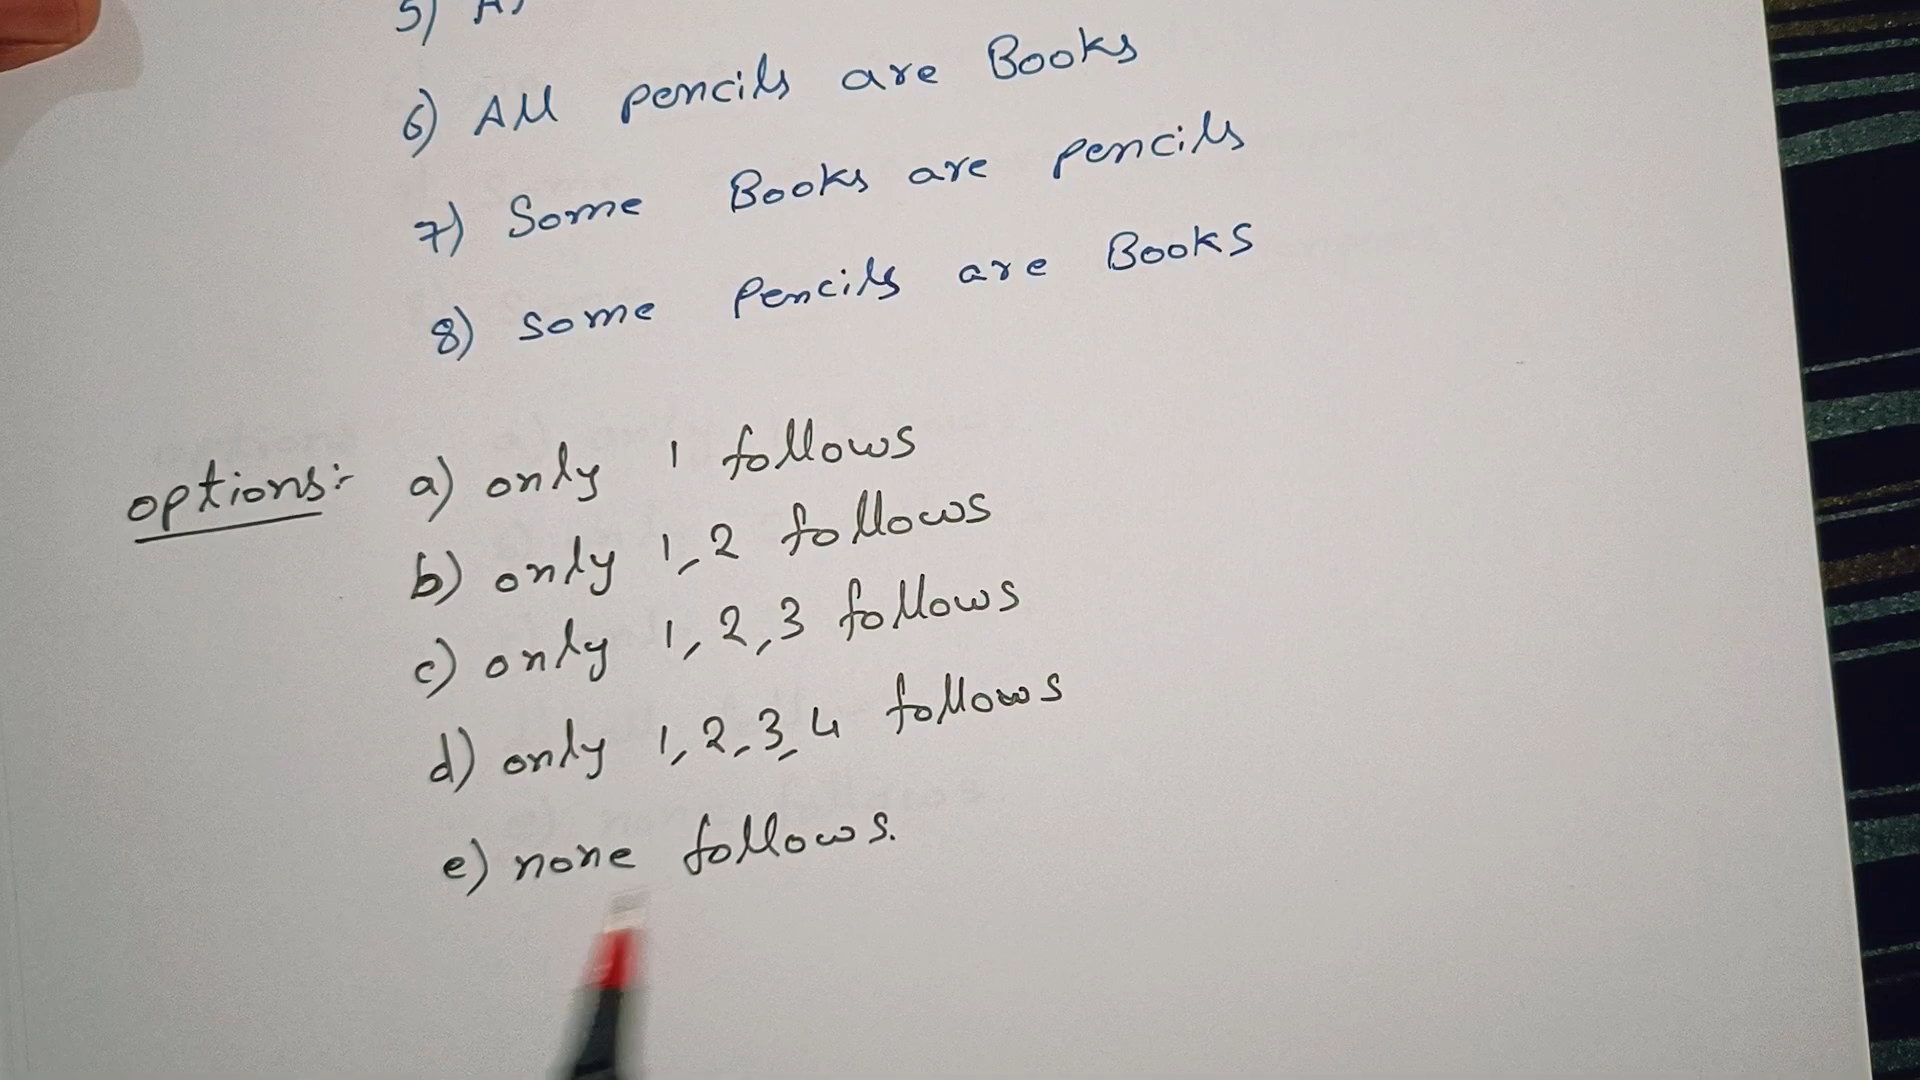 5)
6) All pencils are Books
7) Some Books are pencils
8) some Pencils are Books
options:- a) only 1 follows
b) only 1,2 follows
c) only 1,2,3 follows
d) only 1,2,3,4 follows
e) none follows.